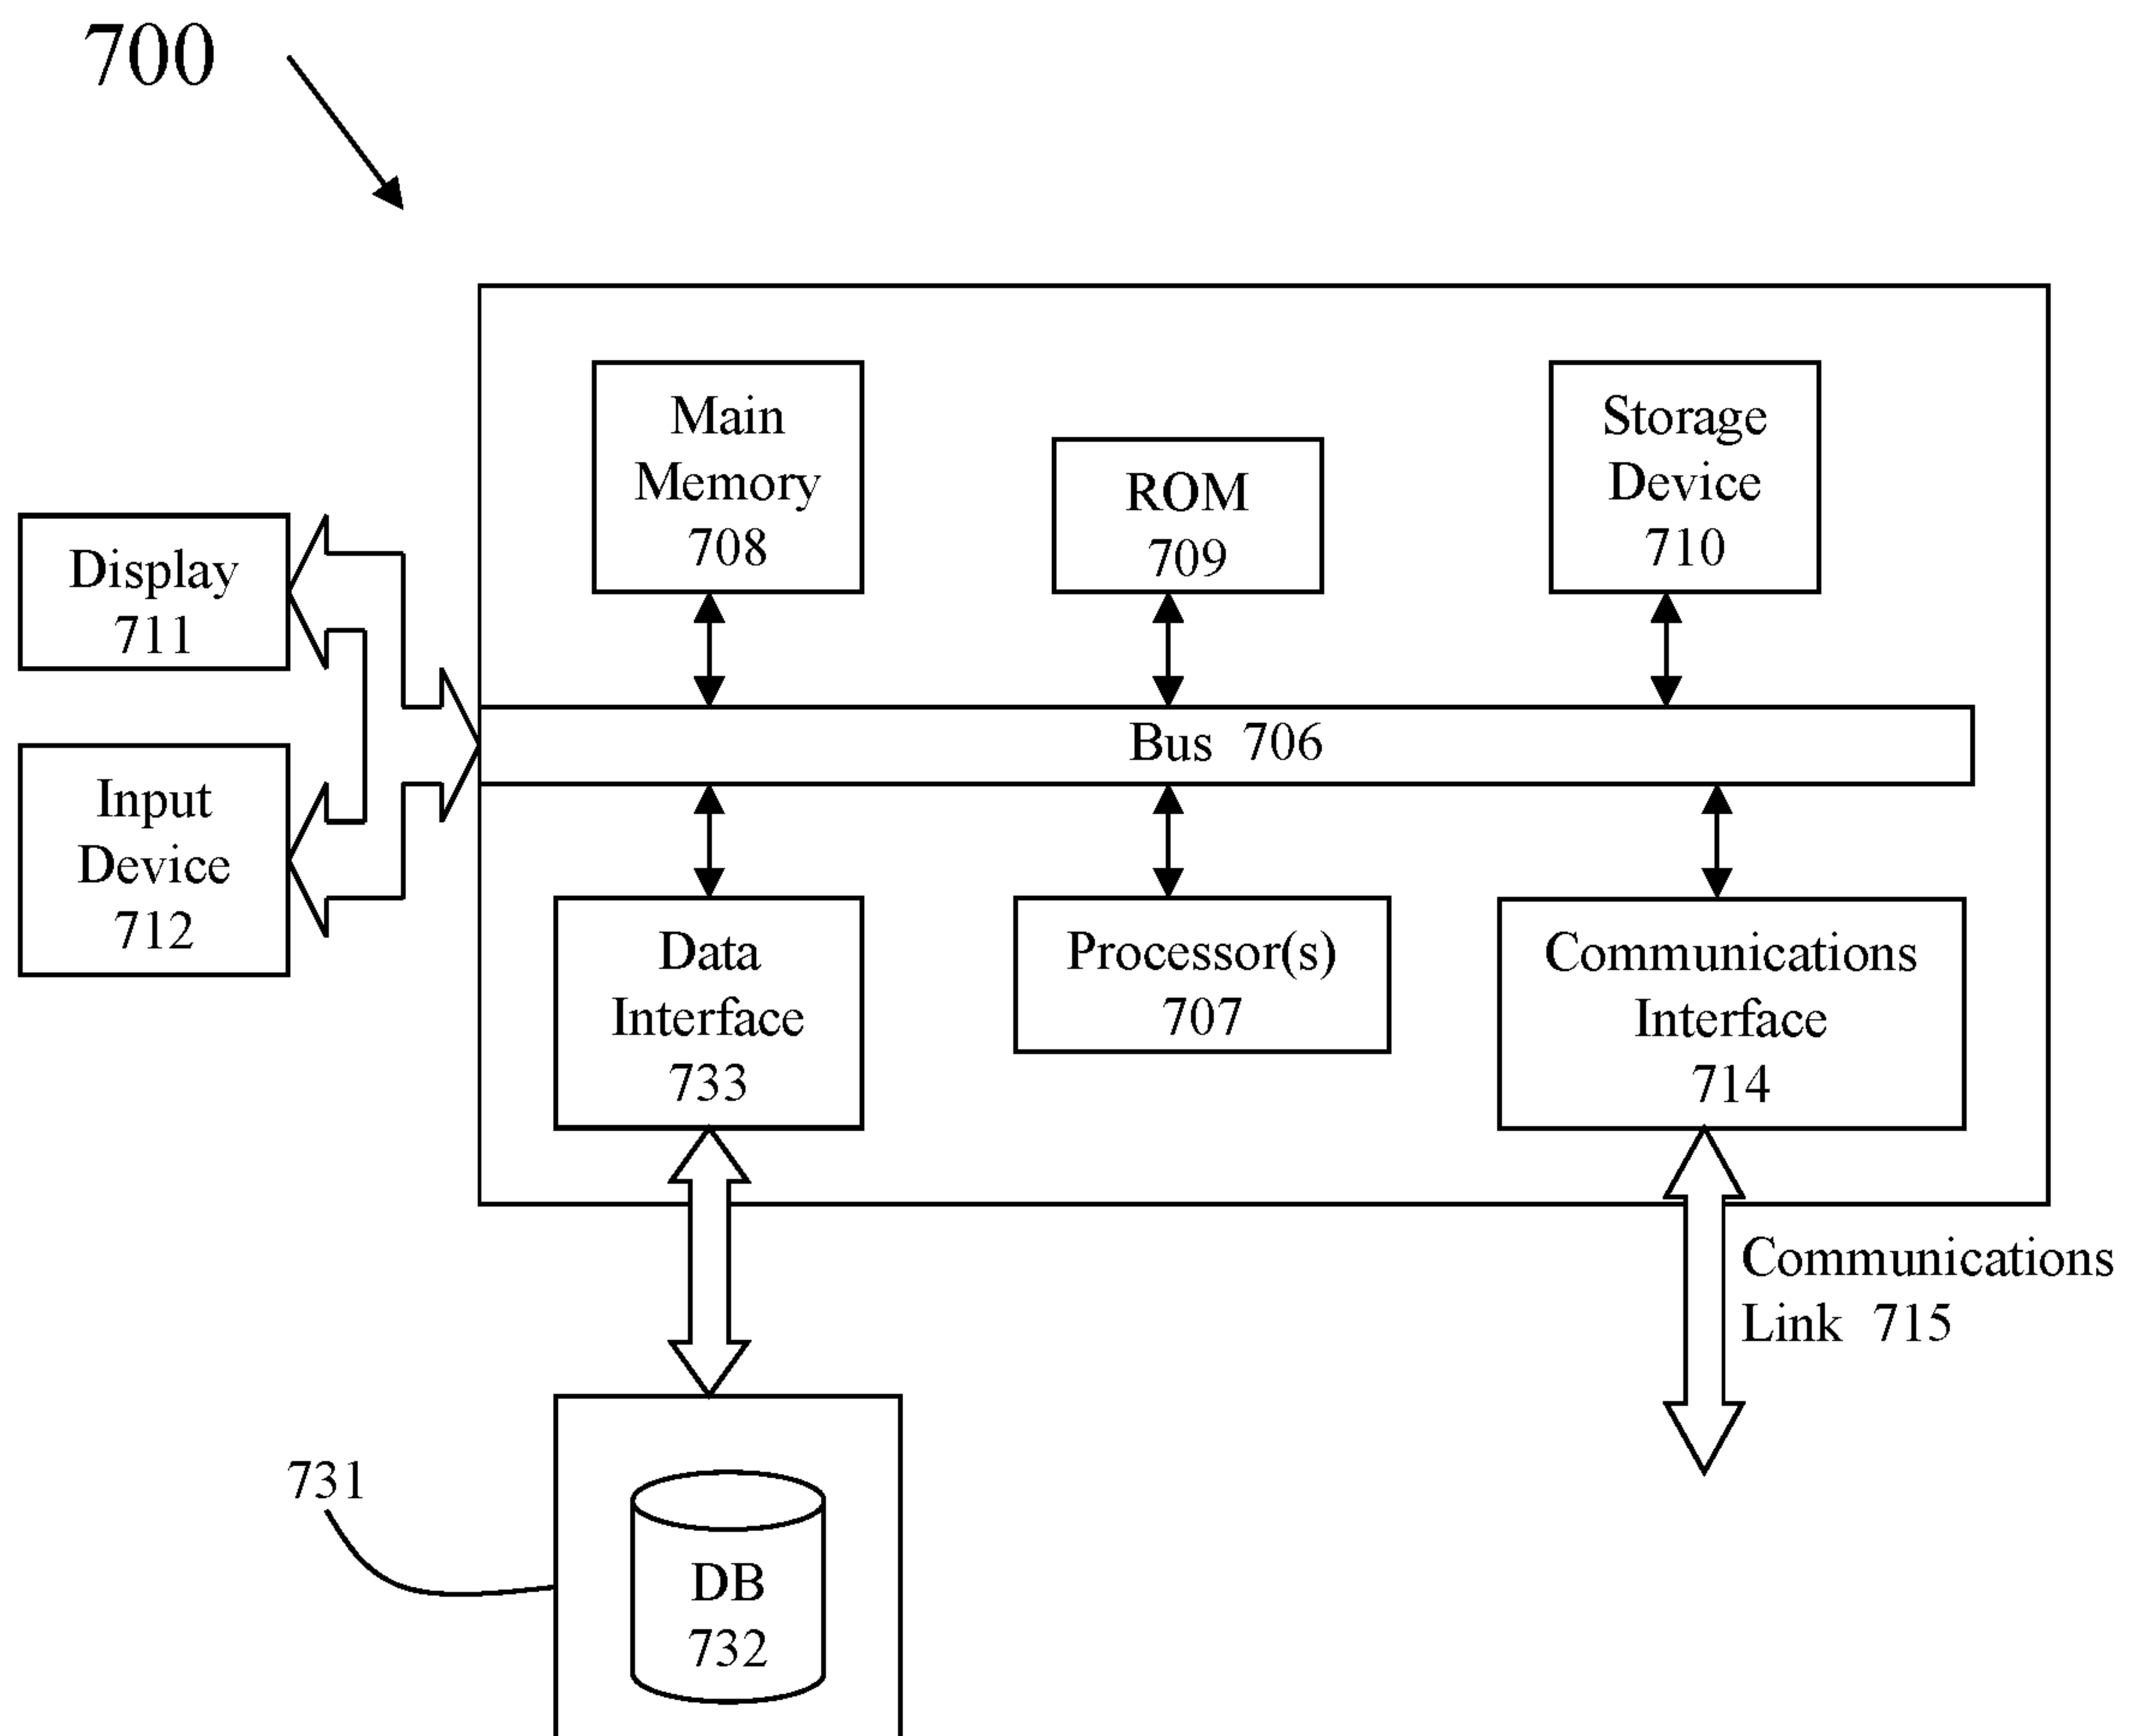 700
Main
Memory
708
ROM
709
Storage
Device
710
Display
711
Bus 706
Input
Device
712
Data
Interface
733
Processor(s)
707
Communications
Interface
714
Communications
Link 715
731
DB
732